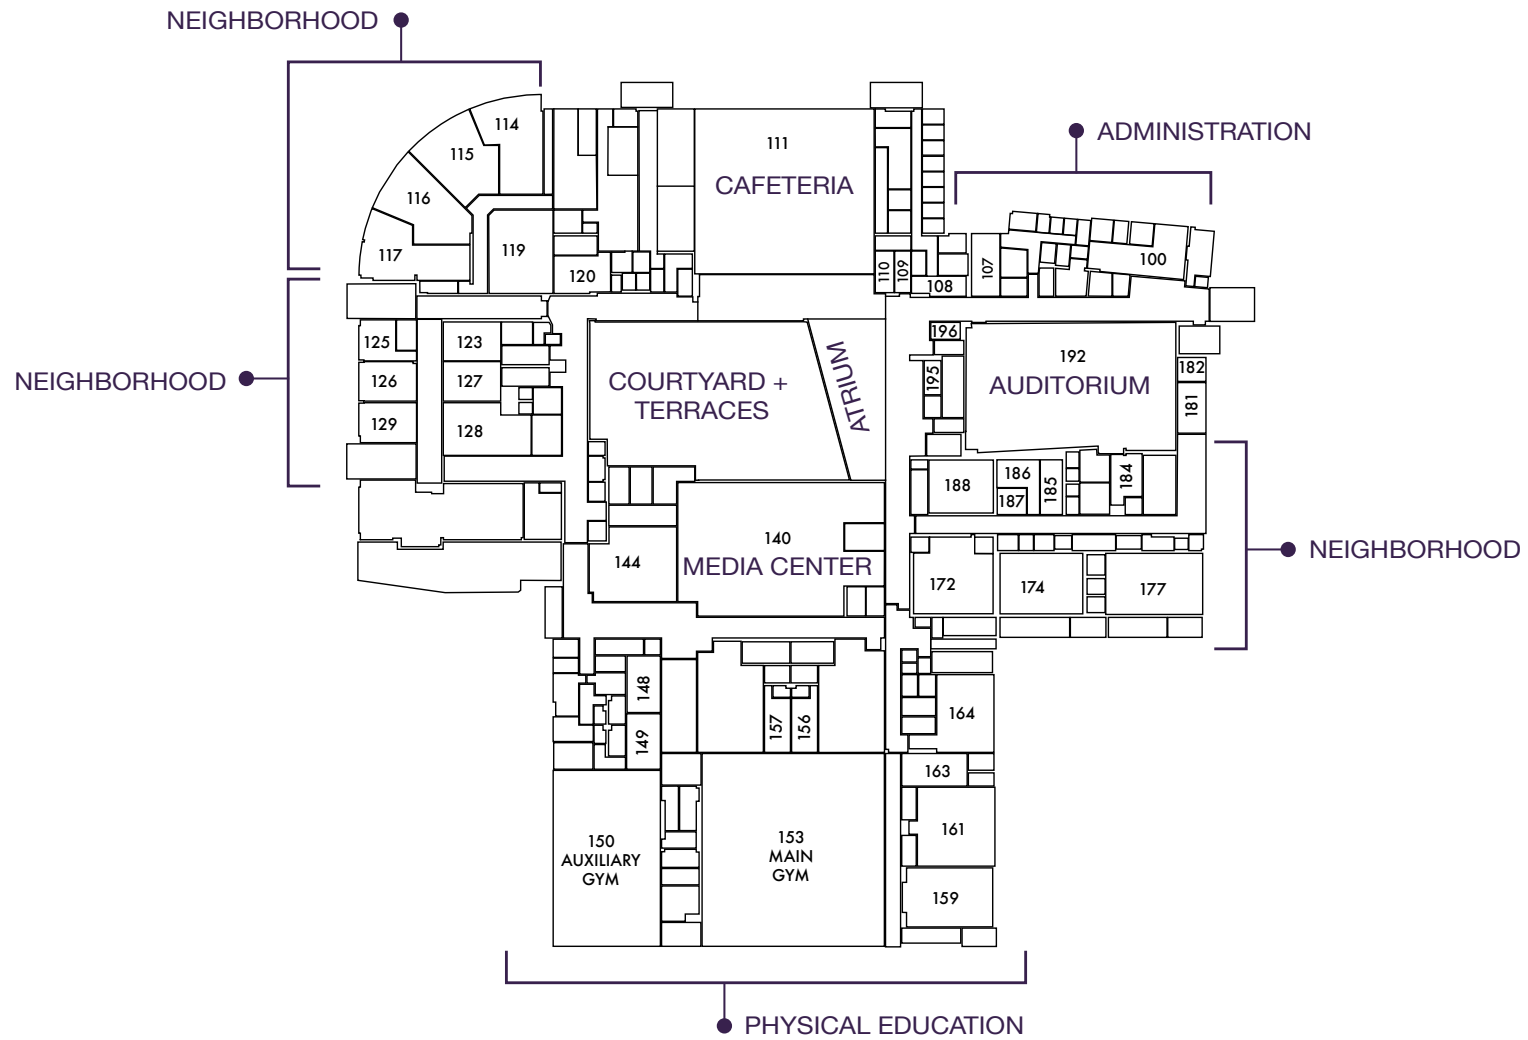 NEIGHBORHOOD
ADMINISTRATION
114
115
116
117
119
120
111
CAFETERIA
110
109
108
107
100
NEIGHBORHOOD
125
123
126
127
129
128
COURTYARD +
TERRACES
ATRIUM
196
195
192
AUDITORIUM
182
181
188
186
187
185
184
NEIGHBORHOOD
144
140
MEDIA CENTER
172
174
177
148
149
157
156
164
163
161
159
150
AUXILIARY
GYM
153
MAIN
GYM
PHYSICAL EDUCATION